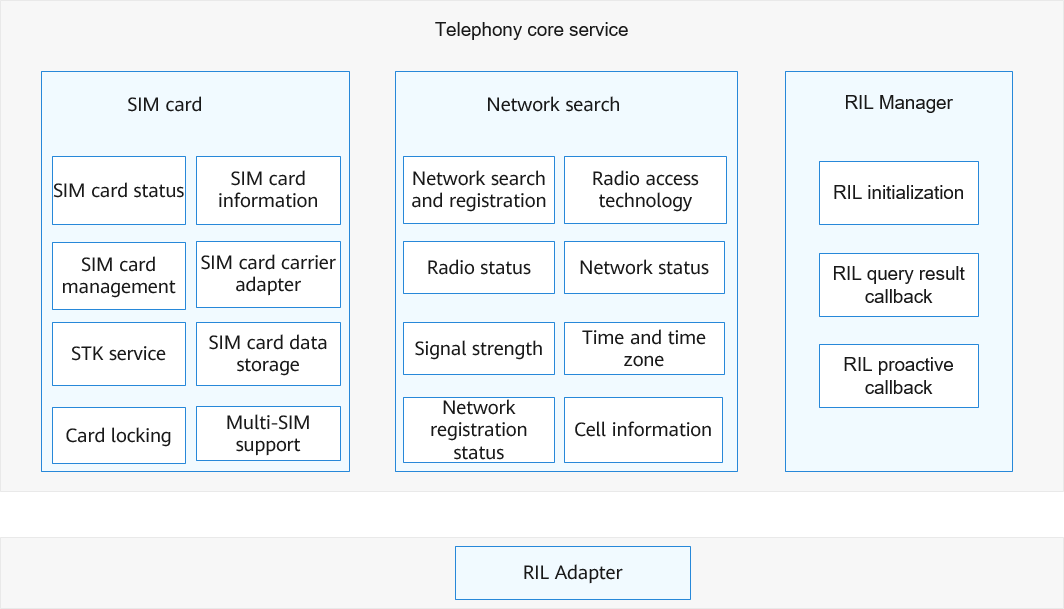 Telephony core service
SIM card
SIM card status
SIM card
information
SIM card
management
SIM card carrier
adapter
STK service
SIM card data
storage
Card locking
Multi-SIM
support
Network search
Network search
and registration
Radio access
technology
Radio status
Network status
Signal strength
Time and time
zone
Network
registration
status
Cell information
RIL Manager
RIL initialization
RIL query result
callback
RIL proactive
callback
RIL Adapter